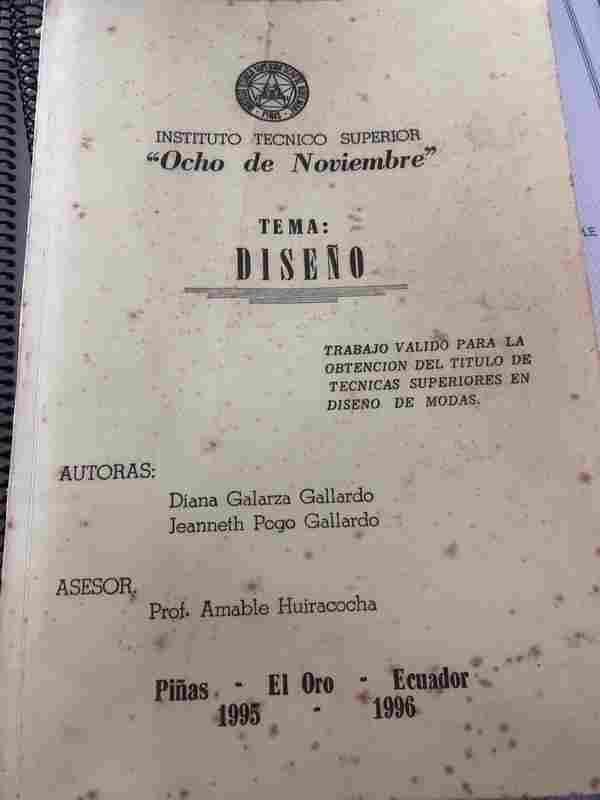 INSTITUTO TECNICO SUPERIOR
"Ocho de Noviembre"
TEMA:
DISEÑO
TRABAJO VALIDO PARA LA
OBTENCION DEL TITULO DE
TECNICAS SUPERIORES EN
DISEÑO DE MODAS.
AUTORAS:
Diana Galarza Gallardo
Jeanneth Pogo Gallardo
ASESOR.
Prof. Amable Huiracocha
Piñas - El Oro - Ecuador
1995 - 1996